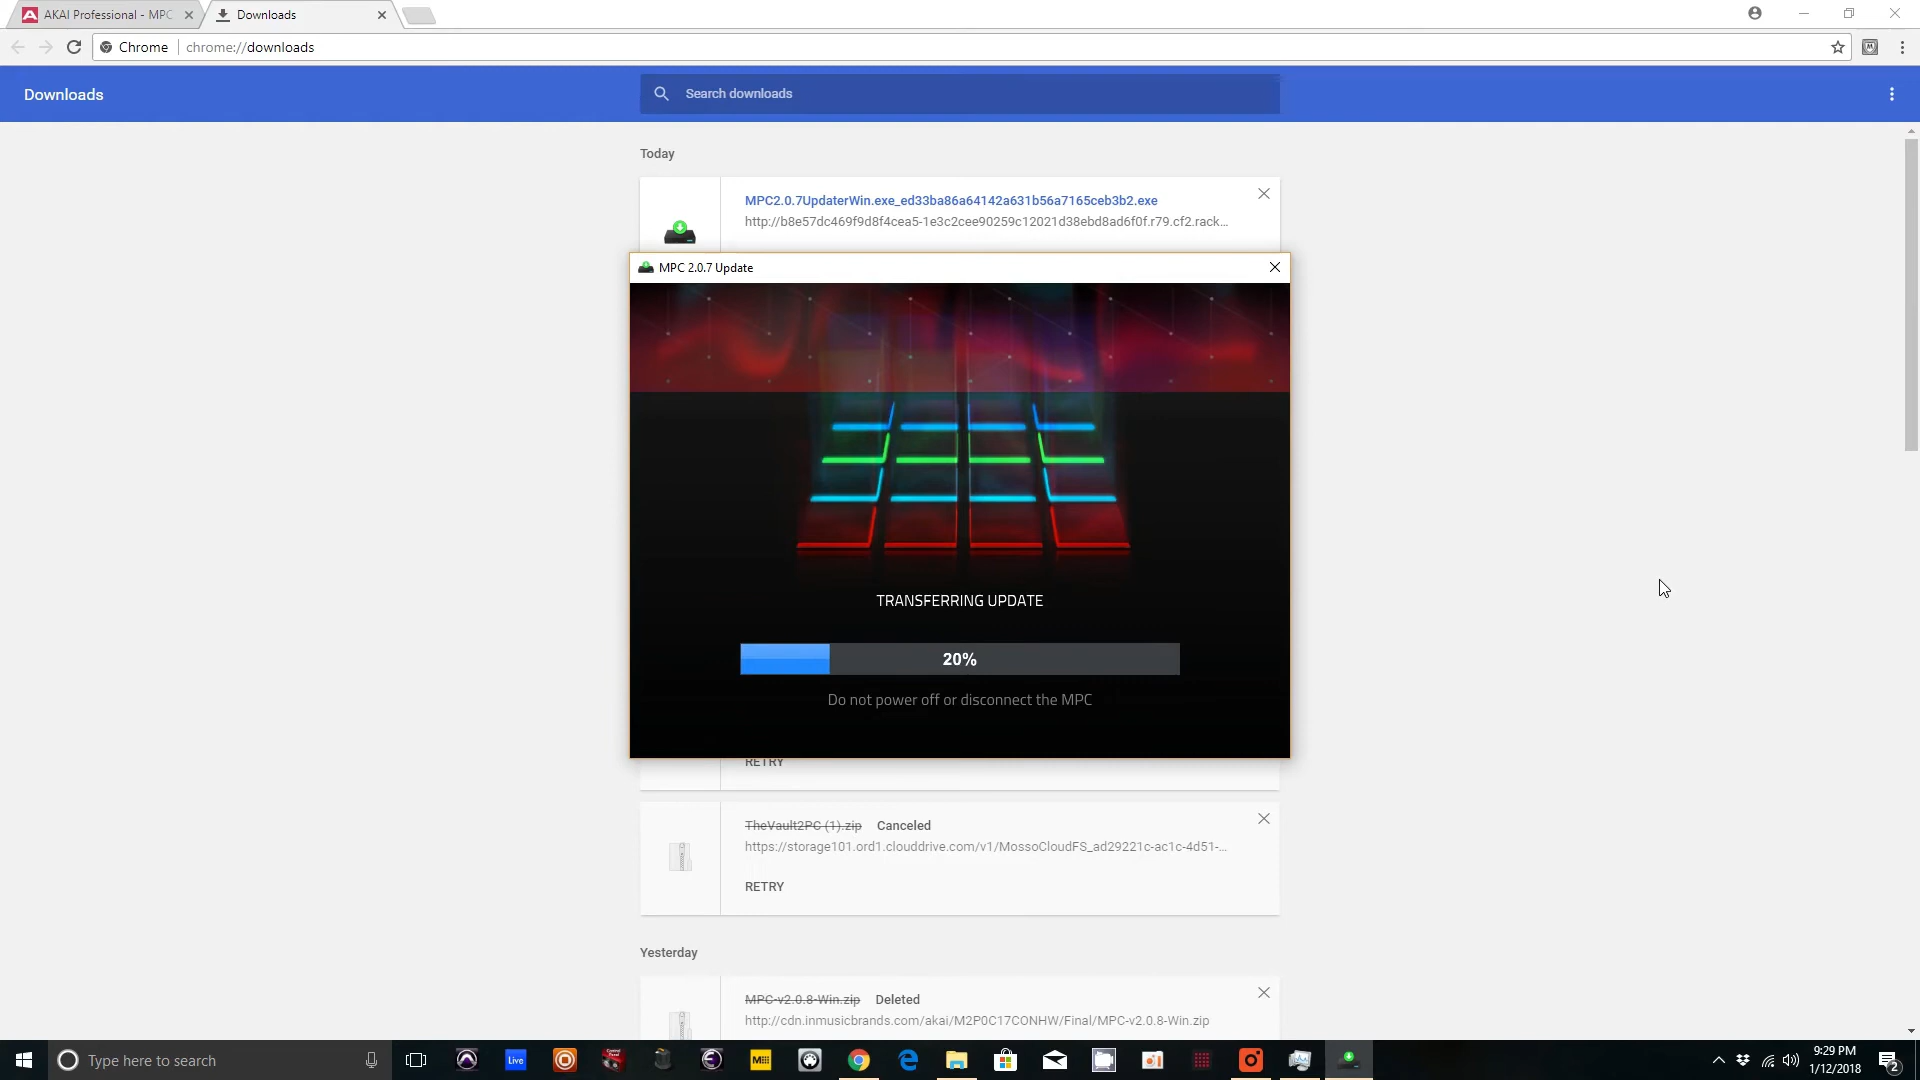 AKAI Professional - MPC
Downloads
Chrome
chrome://downloads
Downloads
Search downloads
Today
MPC2.0.7UpdaterWin.exe_ed33ba86a64142a631b56a7165ceb3b2.exe
http://b8e57dc469f9d8f4cea5-1e3c2cee90259c12021d38ebd8ad6f0f.r79.cf2.rack...
MPC 2.0.7 Update
TRANSFERRING UPDATE
20%
Do not power off or disconnect the MPC
RETRY
TheVault2PC (1).zip Canceled
https://storage101.ord1.clouddrive.com/v1/MossoCloudFS_ad29221c-ac1c-4d51-...
RETRY
Yesterday
MPC-v2.0.8-Win.zip Deleted
http://cdn.inmusicbrands.com/akai/M2P0C17CONHW/Final/MPC-v2.0.8-Win.zip
Type here to search
Live
9:29 PM
1/12/2018
2